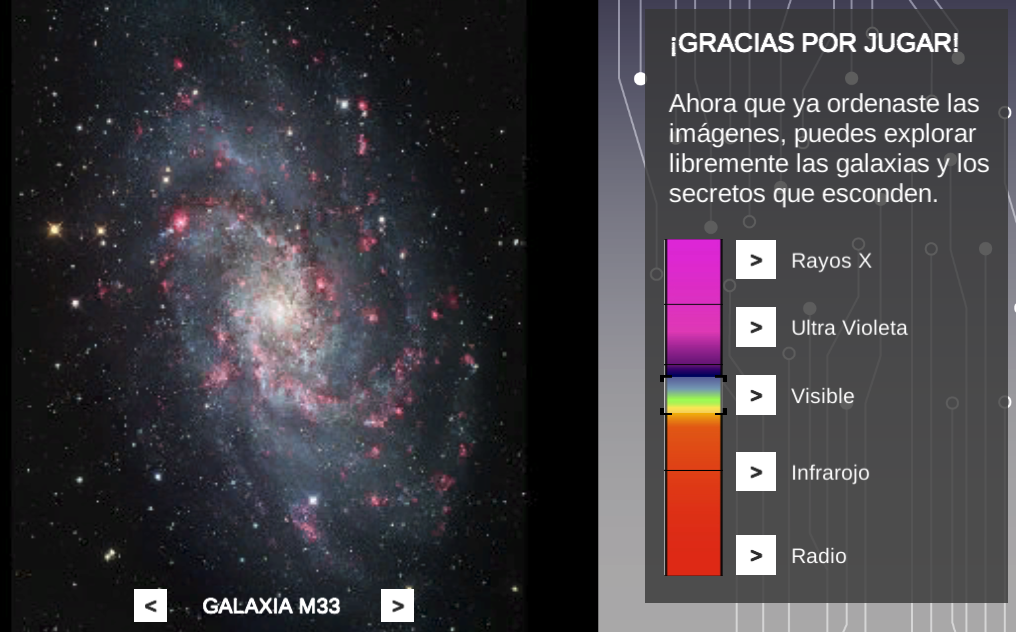 ¡GRACIAS POR JUGAR!
Ahora que ya ordenaste las
imágenes, puedes explorar
libremente las galaxias y los
secretos que esconden.
> Rayos X
> Ultra Violeta
> Visible
> Infrarojo
> Radio
< GALAXIA M33 >